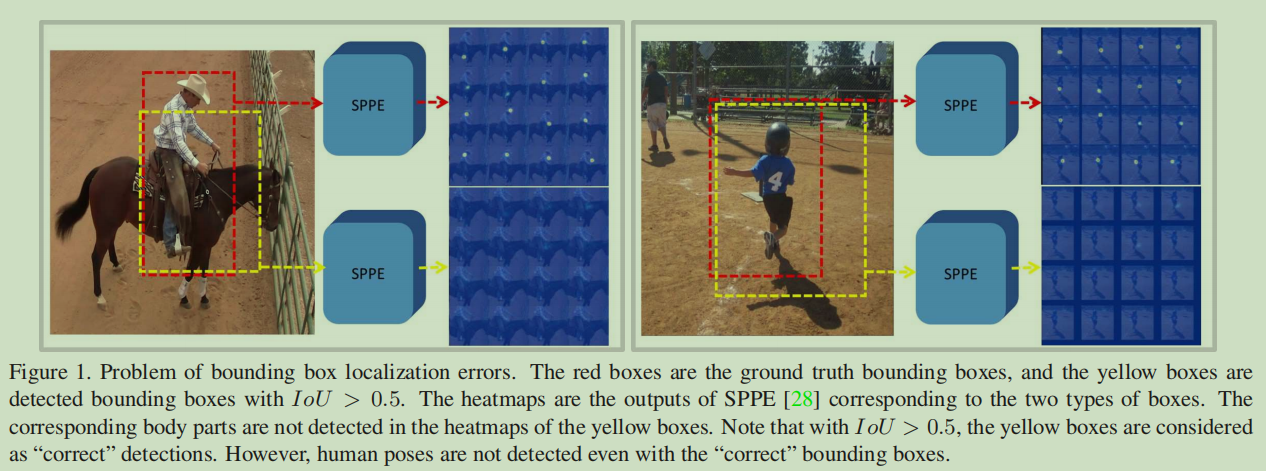 SPPE
SPPE
SPPE
SPPE
4
Figure 1. Problem of bounding box localization errors. The red boxes are the ground truth bounding boxes, and the yellow boxes are
detected bounding boxes with IoU > 0.5. The heatmaps are the outputs of SPPE [28] corresponding to the two types of boxes. The
corresponding body parts are not detected in the heatmaps of the yellow boxes. Note that with IoU > 0.5, the yellow boxes are considered
as “correct” detections. However, human poses are not detected even with the “correct” bounding boxes.